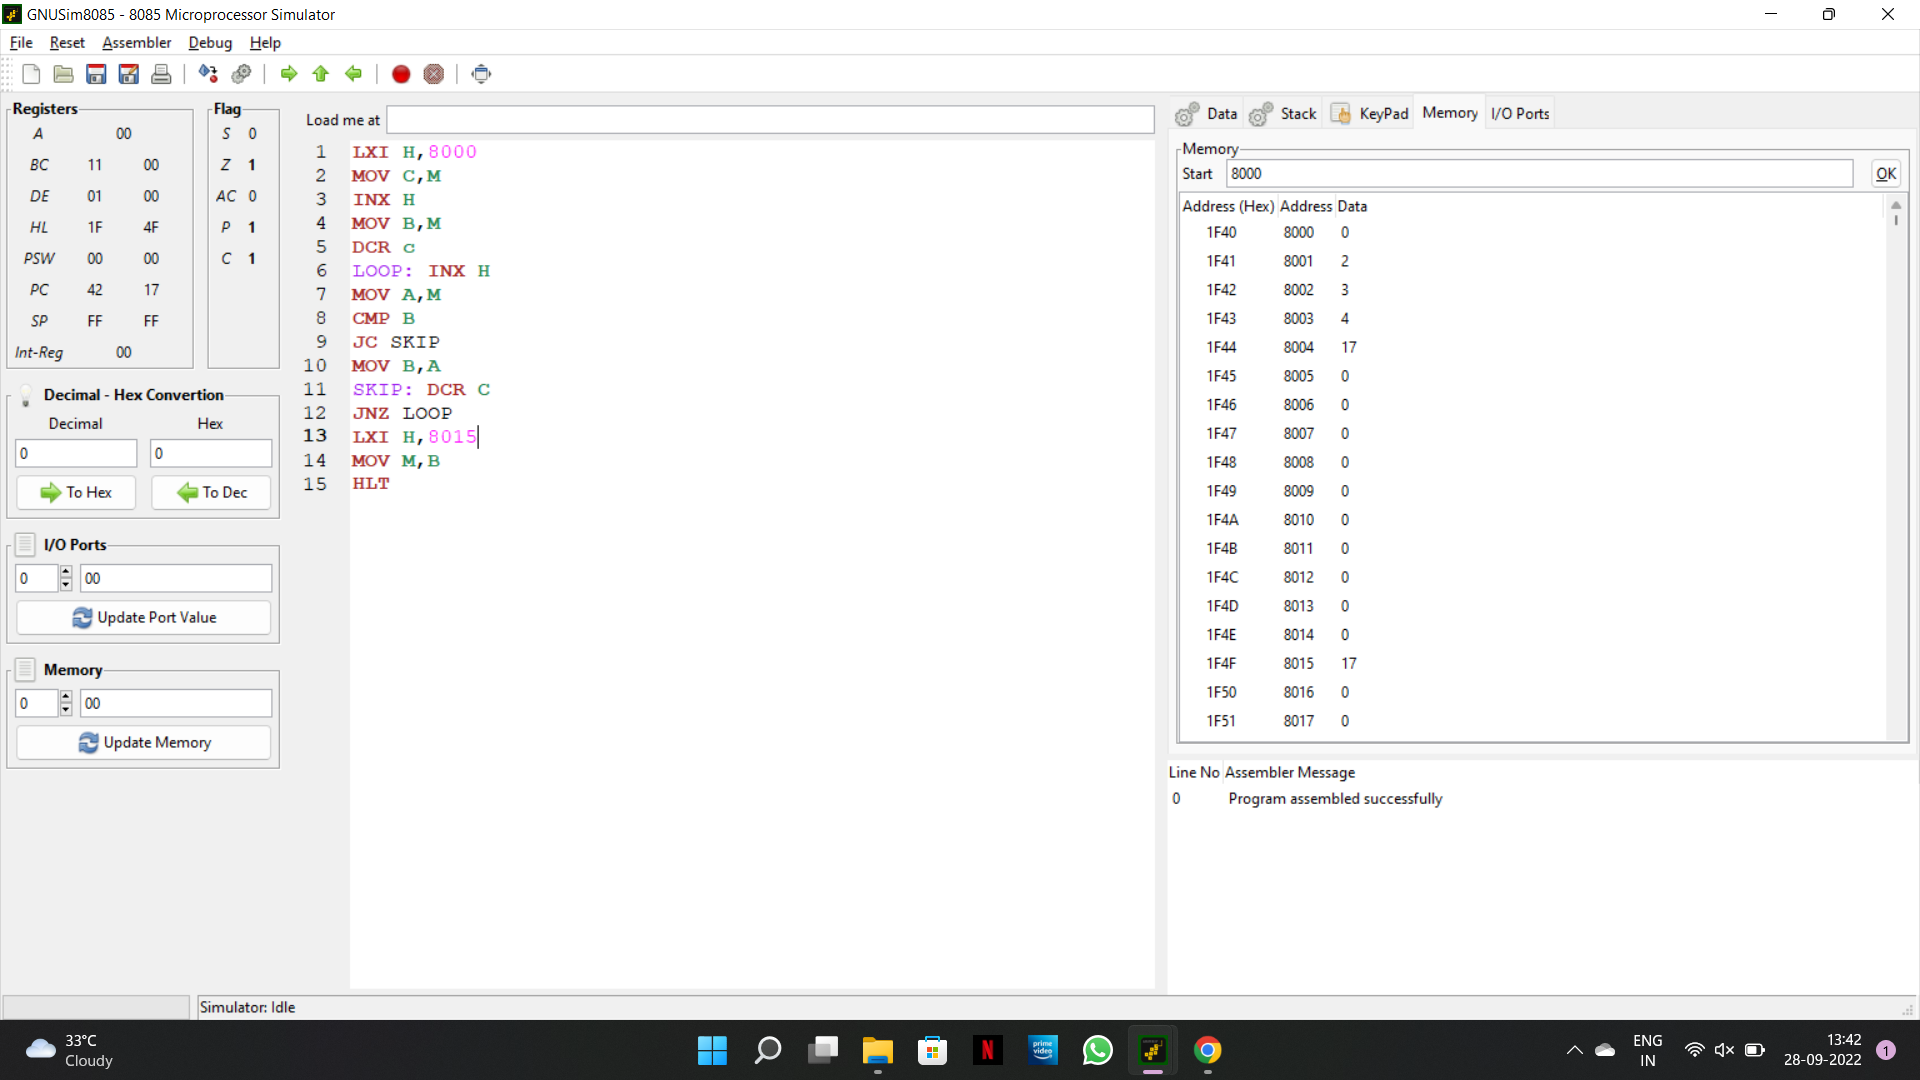 GNUSim8085 - 8085 Microprocessor Simulator
File Reset Assembler Debug Help
Registers
A 00
BC 11 00
DE 01 00
HL 1F 4F
PSW 00 00
PC 42 17
SP FF FF
Int-Reg 00
Flag
S 0
Z 1
AC 0
P 1
C 1
Decimal - Hex Convertion
Decimal Hex
0 0
To Hex To Dec
I/O Ports
0 00
Update Port Value
Memory
0 00
Update Memory
Load me at
1 LXI H,8000
2 MOV C,M
3 INX H
4 MOV B,M
5 DCR c
6 LOOP: INX H
7 MOV A,M
8 CMP B
9 JC SKIP
10 MOV B,A
11 SKIP: DCR C
12 JNZ LOOP
13 LXI H,8015
14 MOV M,B
15 HLT
Data Stack KeyPad Memory I/O Ports
Memory
Start 8000 OK
Address (Hex) Address Data
1F40 8000 0
1F41 8001 2
1F42 8002 3
1F43 8003 4
1F44 8004 17
1F45 8005 0
1F46 8006 0
1F47 8007 0
1F48 8008 0
1F49 8009 0
1F4A 8010 0
1F4B 8011 0
1F4C 8012 0
1F4D 8013 0
1F4E 8014 0
1F4F 8015 17
1F50 8016 0
1F51 8017 0
Line No Assembler Message
0 Program assembled successfully
Simulator: Idle
33°C
Cloudy
N
prime
video
ENG
IN
13:42
28-09-2022
1